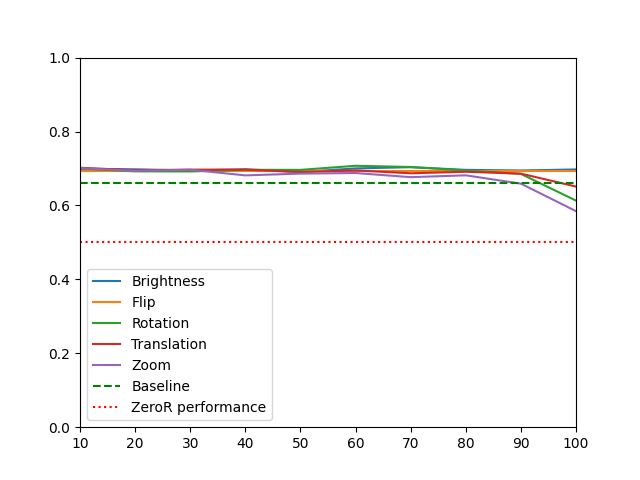 1.0
0.8
0.6
0.4
0.2
0.0
Brightness
Flip
Rotation
Translation
Zoom
Baseline
ZeroR performance
10 20 30 40 50 60 70 80 90 100